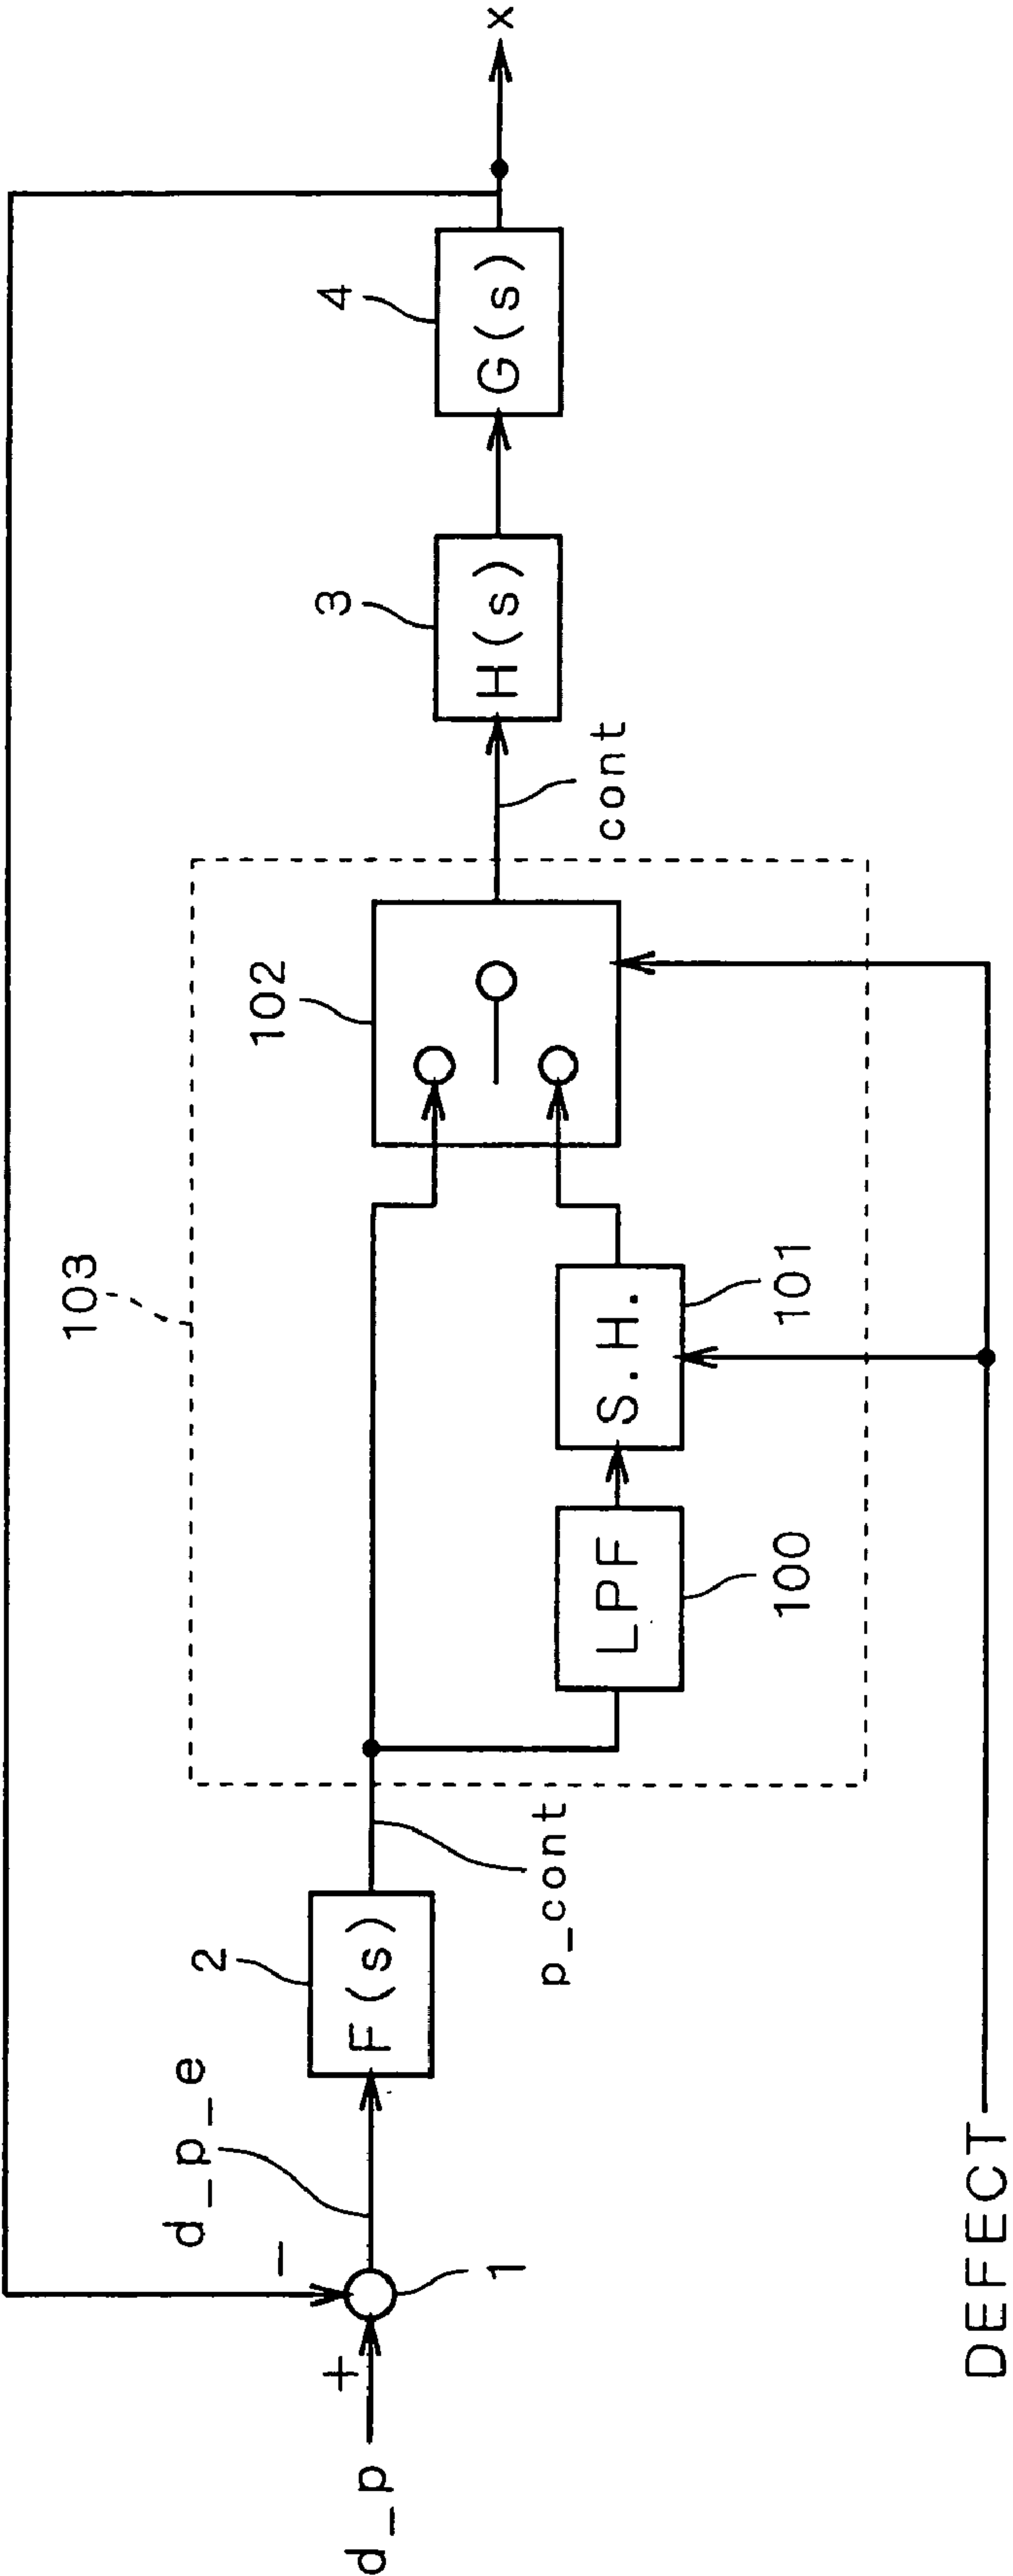 103
102
4
3
2
d_p_e
-
+
d_p
1
F(s)
p_cont
LPF
100
S.H.
101
cont
H(s)
G(s)
x
DEFECT